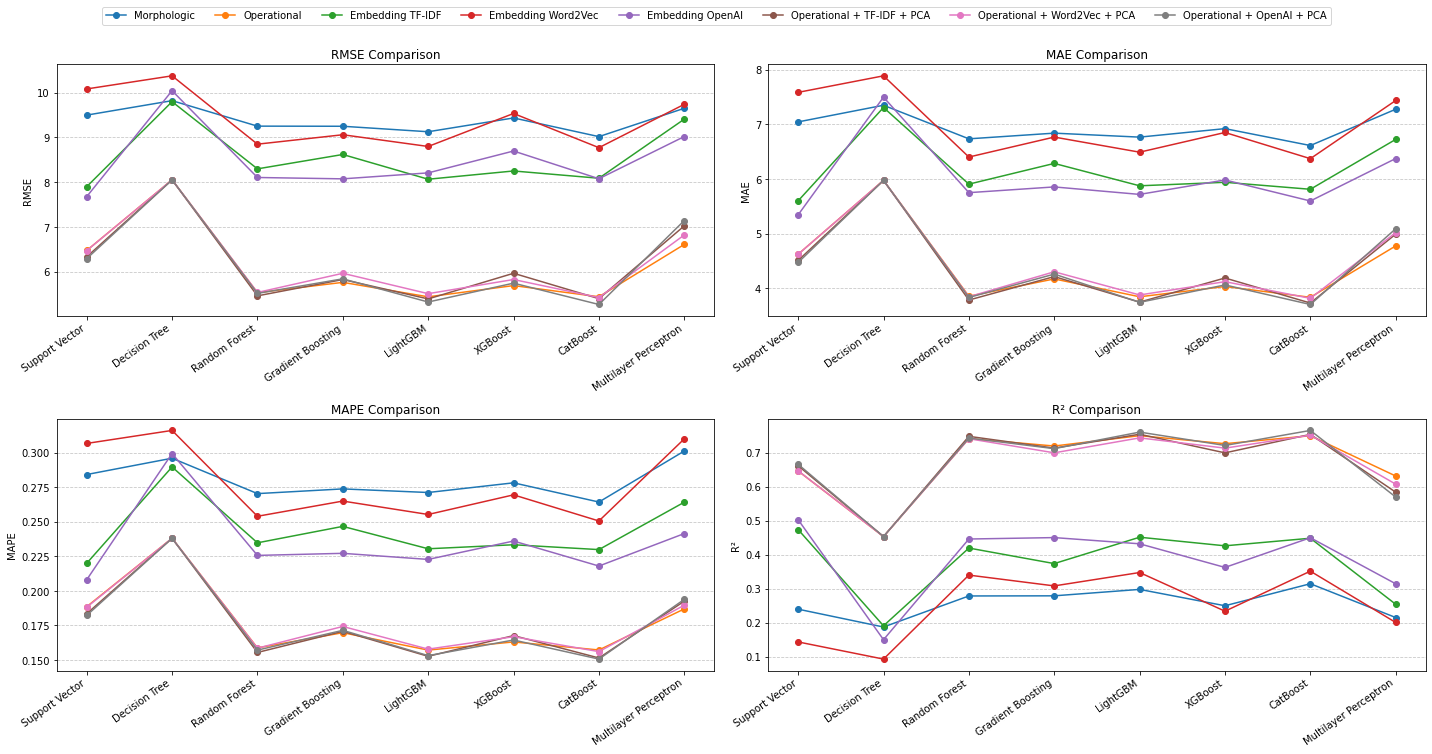 Morphologic Operational Embedding TF-IDF Embedding Word2Vec Embedding OpenAI Operational + TF-IDF + PCA Operational + Word2Vec + PCA Operational + OpenAI + PCA
RMSE Comparison
RMSE
10
9
8
7
6
Support Vector
Decision Tree
Random Forest
Gradient Boosting
LightGBM
XGBoost
CatBoost
Multilayer Perceptron
MAE Comparison
MAE
8
7
6
5
4
Support Vector
Decision Tree
Random Forest
Gradient Boosting
LightGBM
XGBoost
CatBoost
Multilayer Perceptron
MAPE Comparison
MAPE
0.300
0.275
0.250
0.225
0.200
0.175
0.150
Support Vector
Decision Tree
Random Forest
Gradient Boosting
LightGBM
XGBoost
CatBoost
Multilayer Perceptron
R² Comparison
R²
0.7
0.6
0.5
0.4
0.3
0.2
0.1
Support Vector
Decision Tree
Random Forest
Gradient Boosting
LightGBM
XGBoost
CatBoost
Multilayer Perceptron